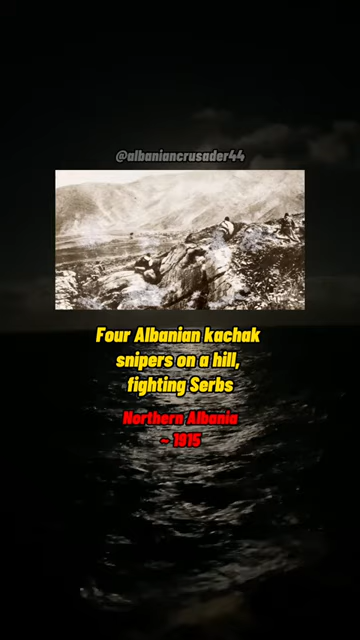 @albaniancrusader44
Four Albanian kachak
snipers on a hill,
fighting Serbs
Northern Albania
~ 1915